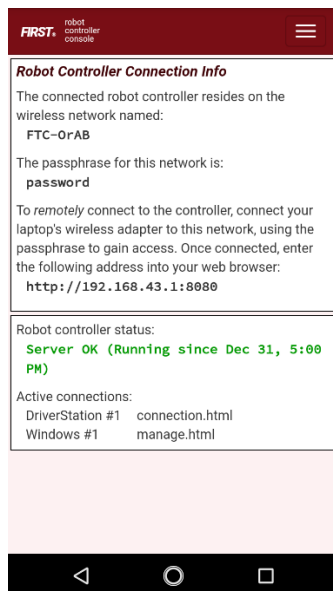 FIRST® robot
controller
console
Robot Controller Connection Info
The connected robot controller resides on the
wireless network named:
FTC-OrAB
The passphrase for this network is:
password
To remotely connect to the controller, connect your
laptop's wireless adapter to this network, using the
passphrase to gain access. Once connected, enter
the following address into your web browser:
http://192.168.43.1:8080
Robot controller status:
Server OK (Running since Dec 31, 5:00
PM)
Active connections:
DriverStation #1 connection.html
Windows #1 manage.html